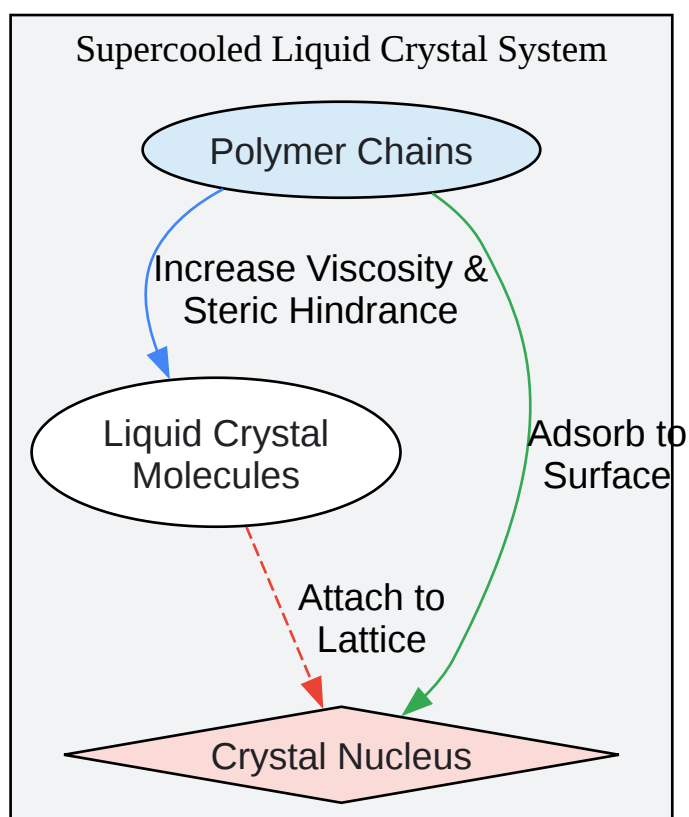 Supercooled Liquid Crystal System
Polymer Chains
Increase Viscosity &
Steric Hindrance
Liquid Crystal
Molecules
Adsorb to
Surface
Attach to
Lattice
Crystal Nucleus